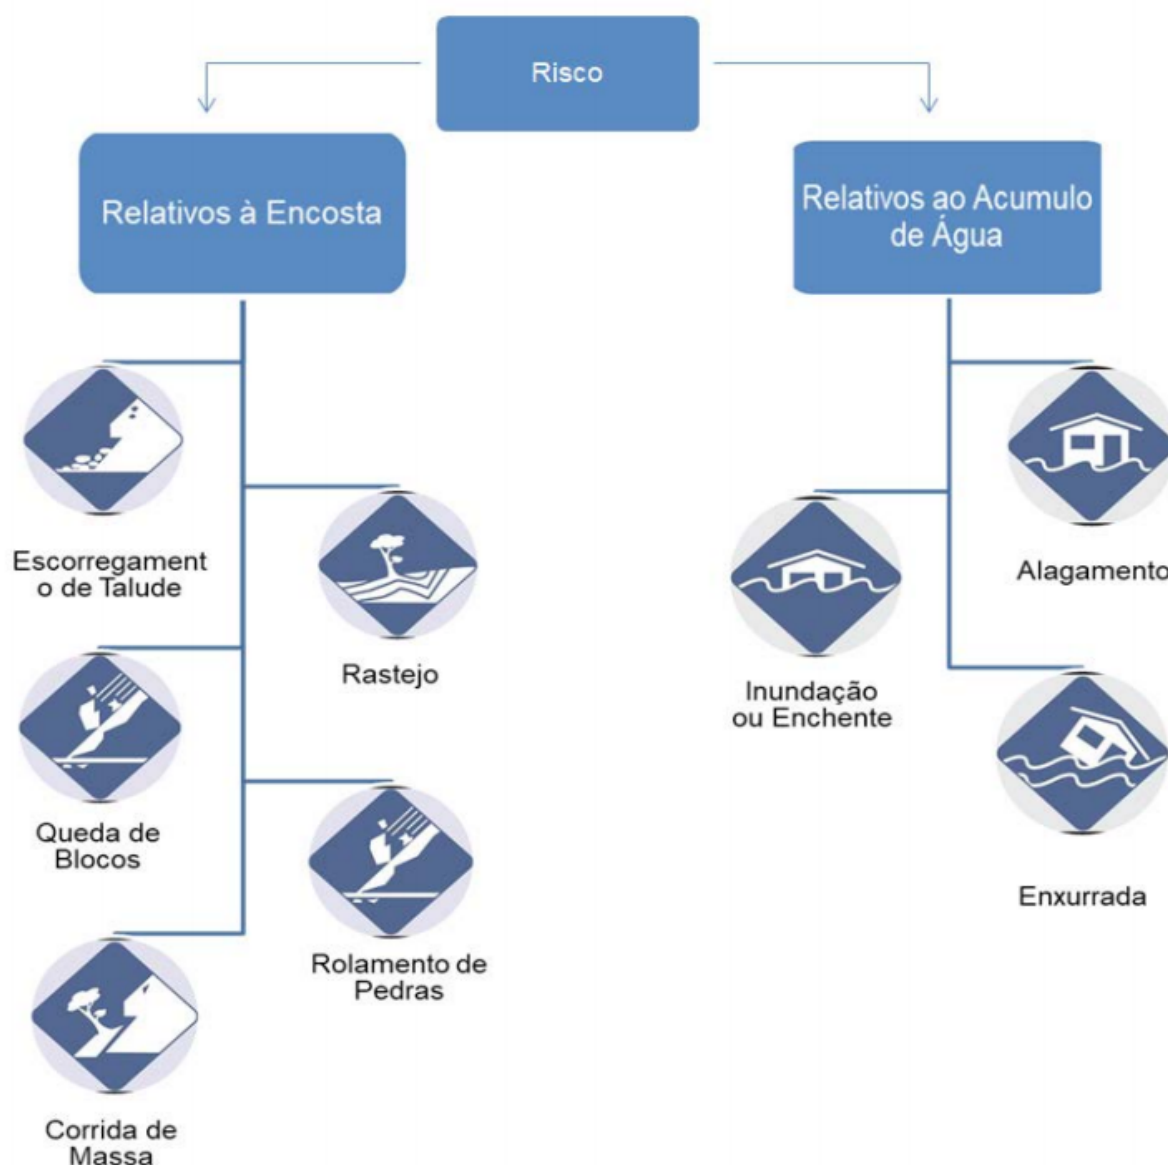 Risco
Relativos à Encosta
Relativos ao Acumulo
de Água
Escorregament
o de Talude
Rastejo
Queda de
Blocos
Rolamento de
Pedras
Corrida de
Massa
Alagamento
Inundação
ou Enchente
Enxurrada